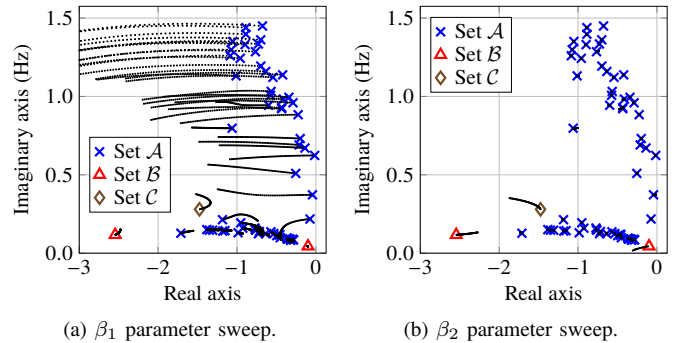 1.5
1.0
0.5
0.0
Imaginary axis (Hz)
Set 𝒜
Set ℬ
Set 𝒞
−3
−2
−1
0
Real axis
(a) β₁ parameter sweep.
1.5
1.0
0.5
0.0
Imaginary axis (Hz)
Set 𝒜
Set ℬ
Set 𝒞
−3
−2
−1
0
Real axis
(b) β₂ parameter sweep.